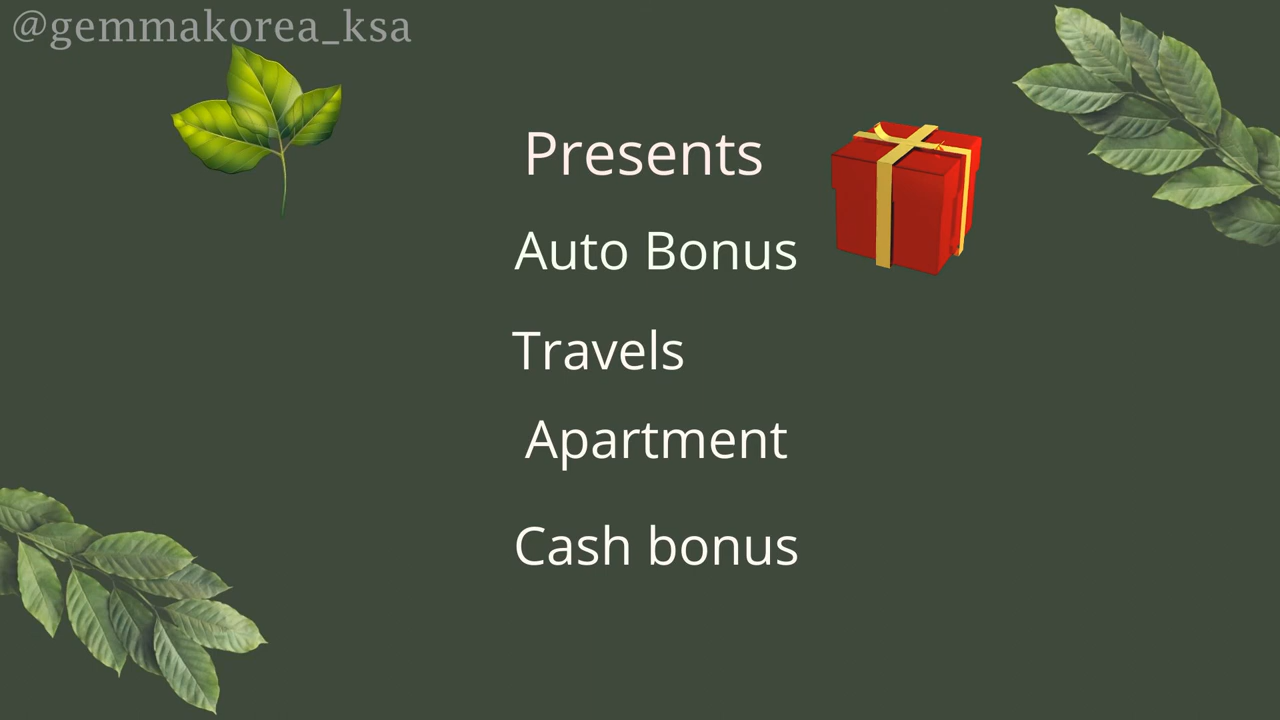 @gemmakorea_ksa
Presents
Auto Bonus
Travels
Apartment
Cash bonus